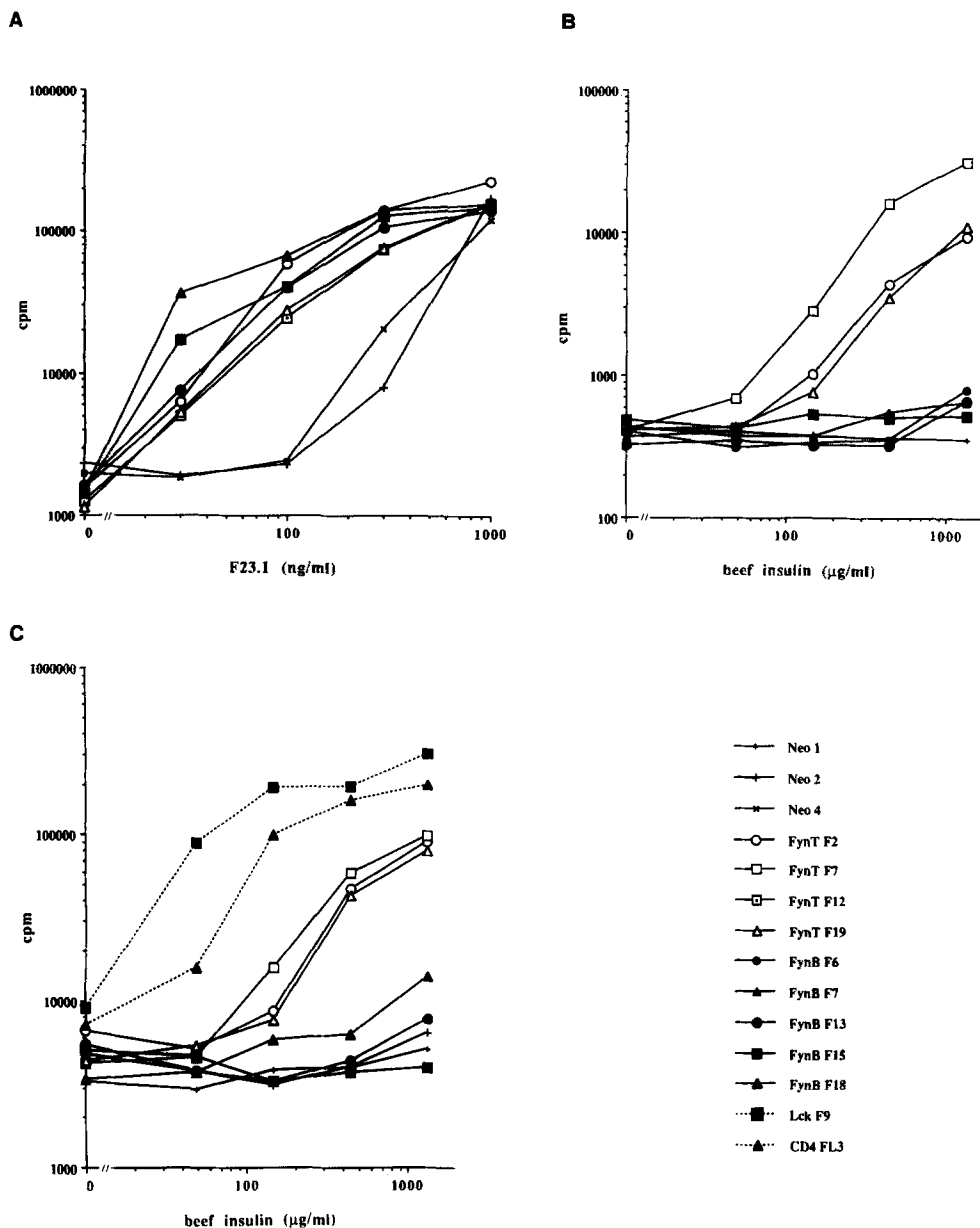 A
1000000
100000
10000
1000
cpm
0
//
100
1000
F23.1 (ng/ml)
B
100000
10000
1000
100
cpm
0
//
100
1000
beef insulin (µg/ml)
C
1000000
100000
10000
1000
cpm
0
//
100
1000
beef insulin (µg/ml)
Neo 1
Neo 2
Neo 4
FynT F2
FynT F7
FynT F12
FynT F19
FynB F6
FynB F7
FynB F13
FynB F15
FynB F18
Lck F9
CD4 FL3